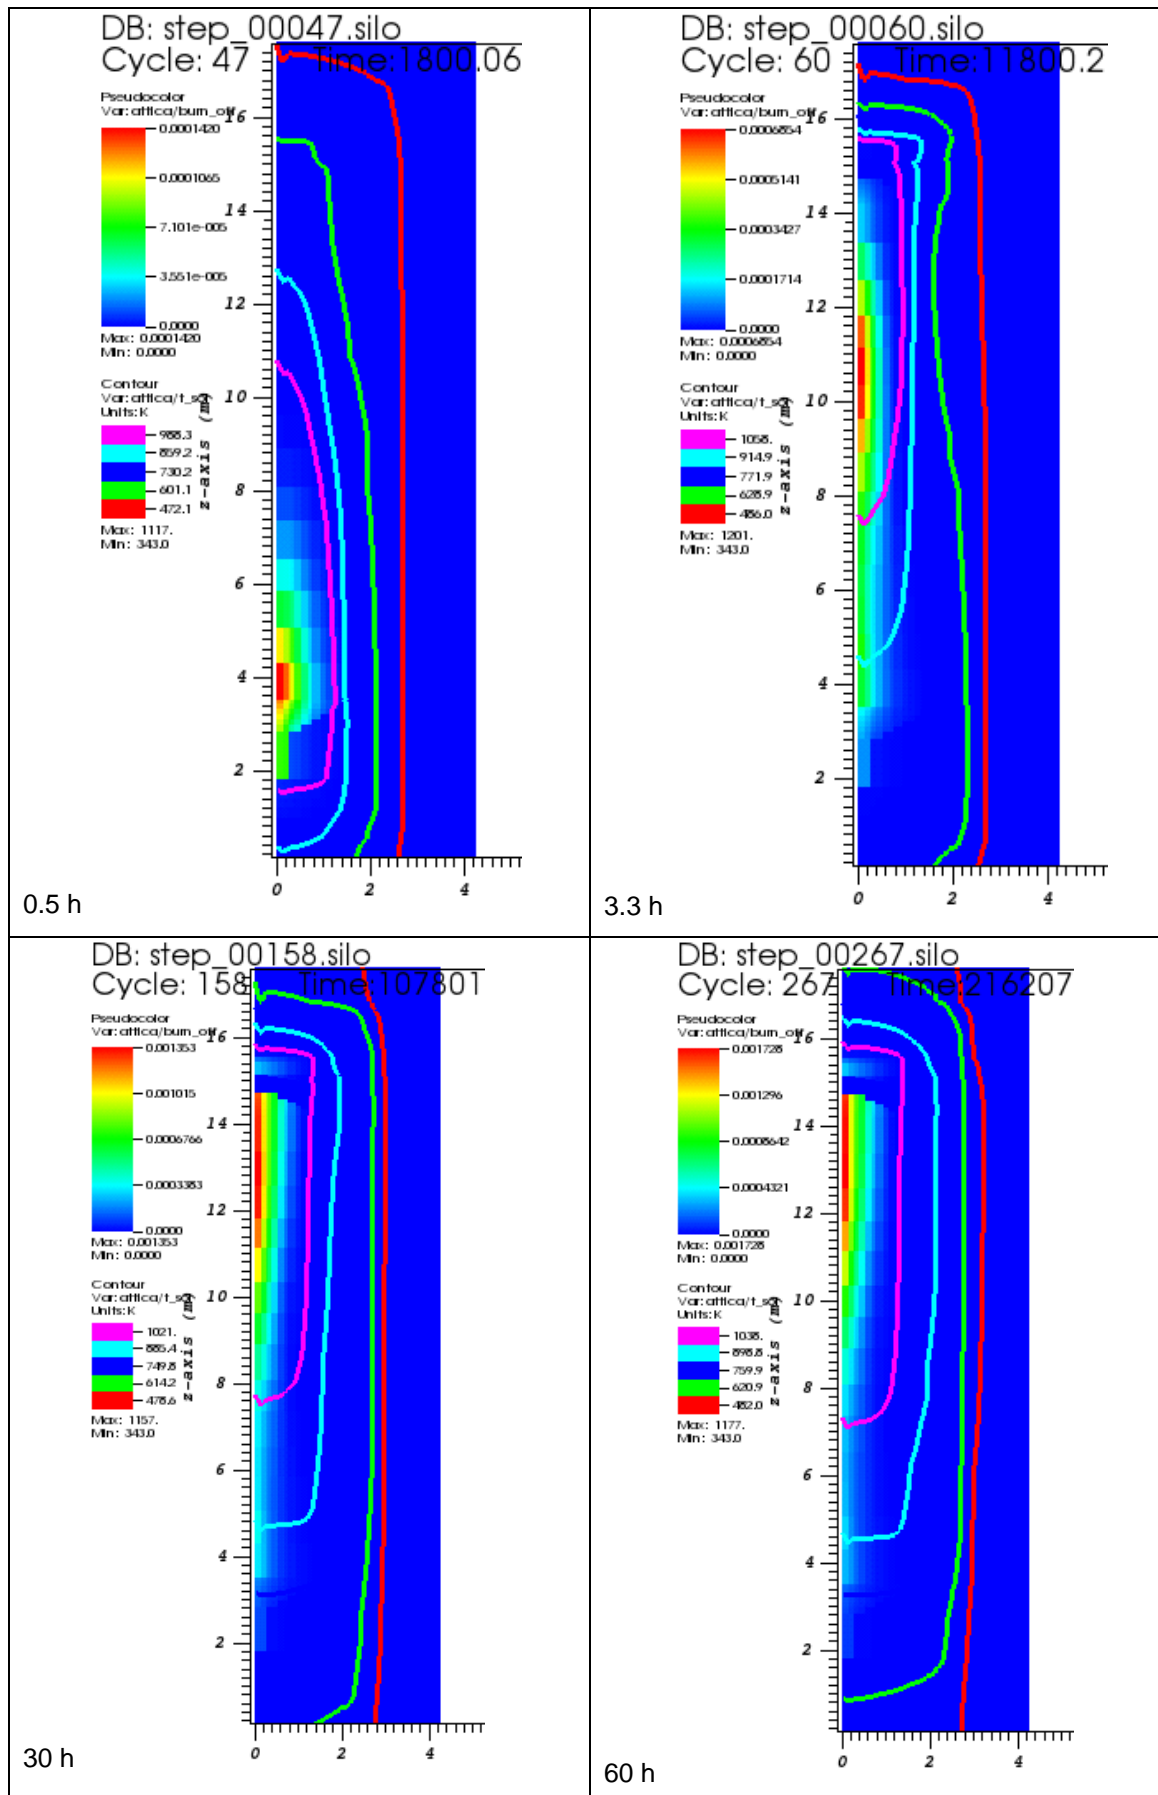 DB: step_00047.silo
Cycle: 47 Time:1800.06
Pseudocolor
Var: attica/burn_off
0.0001420
0.0001065
7.101e-005
3.551e-005
0.0000
Max: 0.0001420
Min: 0.0000
Contour
Var: attica/t_sol
Units: K
988.3
859.2
730.2
601.1
472.1
Max: 1117.
Min: 343.0
z-axis (m)
16
14
12
10
8
6
4
2
0 2 4
0.5 h
DB: step_00060.silo
Cycle: 60 Time:11800.2
Pseudocolor
Var: attica/burn_off
0.0006854
0.0005141
0.0003427
0.0001714
0.0000
Max: 0.0006854
Min: 0.0000
Contour
Var: attica/t_sol
Units: K
1058.
914.9
771.9
628.9
486.0
Max: 1201.
Min: 343.0
z-axis (m)
16
14
12
10
8
6
4
2
0 2 4
3.3 h
DB: step_00158.silo
Cycle: 158 Time:107801
Pseudocolor
Var: attica/burn_off
0.001353
0.001015
0.0006766
0.0003383
0.0000
Max: 0.001353
Min: 0.0000
Contour
Var: attica/t_sol
Units: K
1021.
885.4
749.8
614.2
478.6
Max: 1157.
Min: 343.0
z-axis (m)
16
14
12
10
8
6
4
2
0 2 4
30 h
DB: step_00267.silo
Cycle: 267 Time:216207
Pseudocolor
Var: attica/burn_off
0.001728
0.001296
0.0008642
0.0004321
0.0000
Max: 0.001728
Min: 0.0000
Contour
Var: attica/t_sol
Units: K
1038.
898.8
759.9
620.9
482.0
Max: 1177.
Min: 343.0
z-axis (m)
16
14
12
10
8
6
4
2
0 2 4
60 h